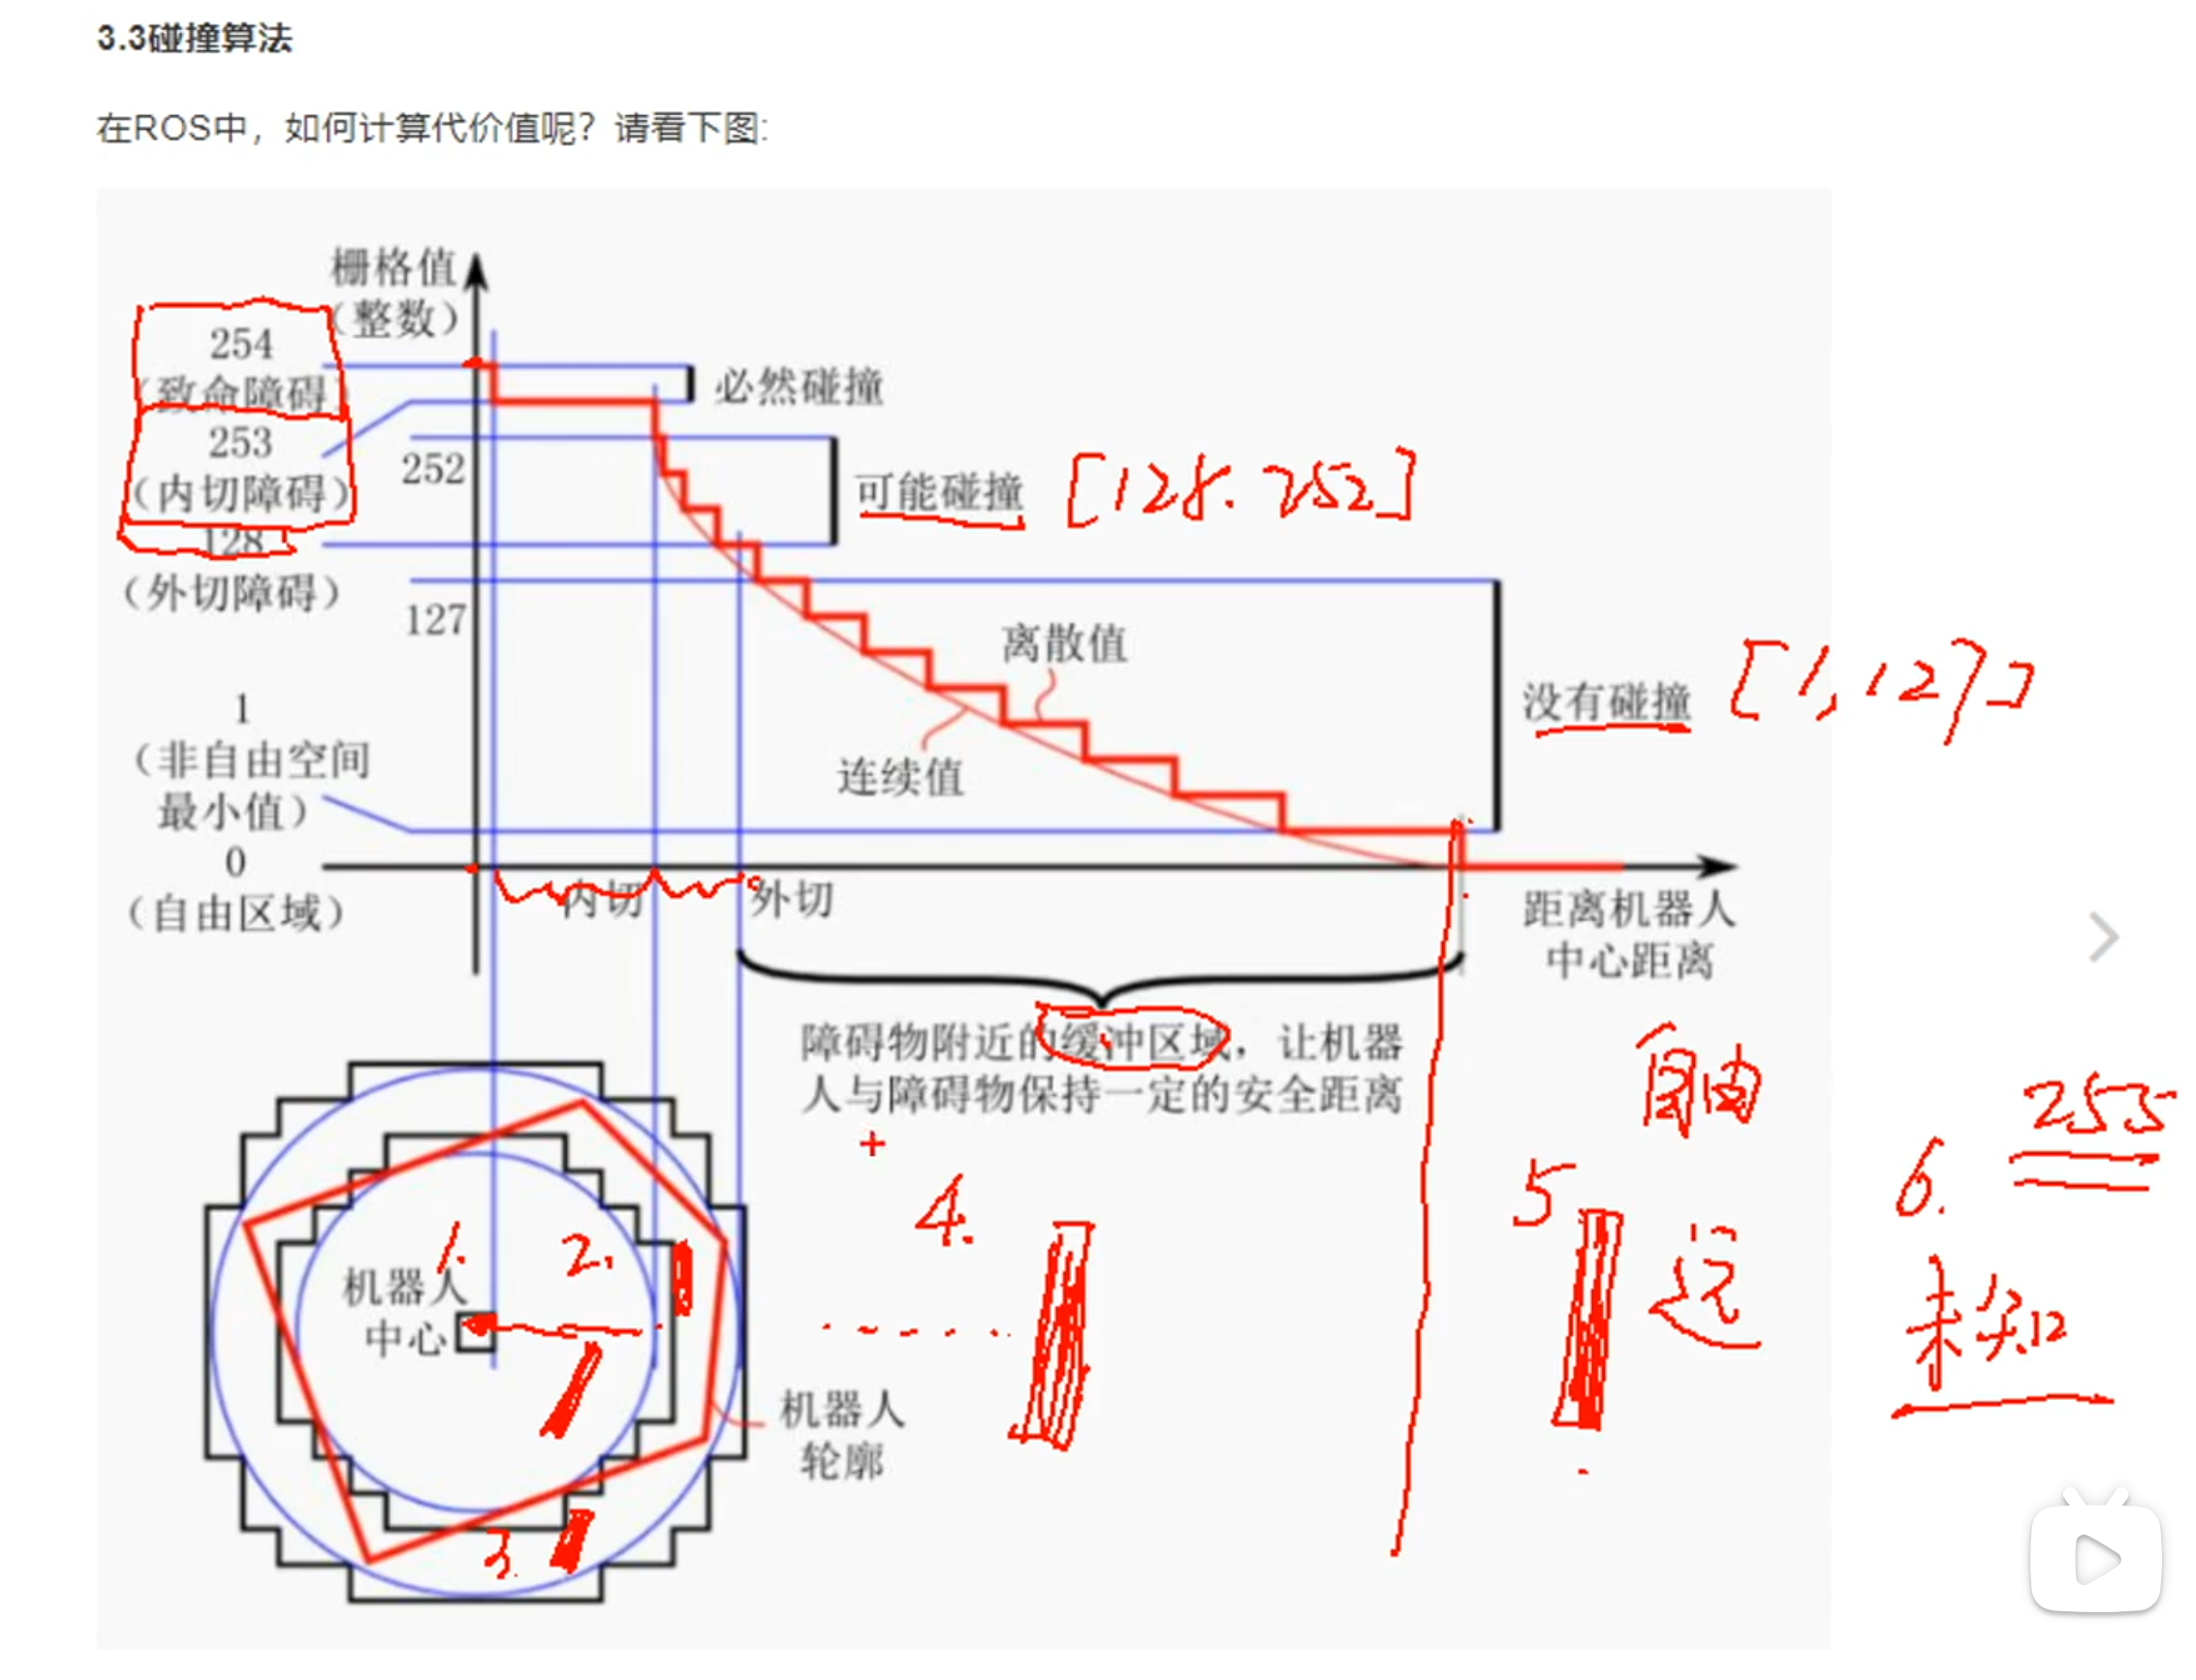 3.3碰撞算法
在ROS中，如何计算代价值呢？请看下图:
栅格值
（整数）
254
（致命障碍）
必然碰撞
253
（内切障碍）
252
可能碰撞
[128.252]
128
（外切障碍）
127
离散值
没有碰撞
[1,127]
1
（非自由空间
最小值）
连续值
0
（自由区域）
内切
外切
距离机器人
中心距离
障碍物附近的缓冲区域，让机器
人与障碍物保持一定的安全距离
自由
255
6.
4.
5
远
未知
1.
2.
机器人
中心
机器人
轮廓
3.